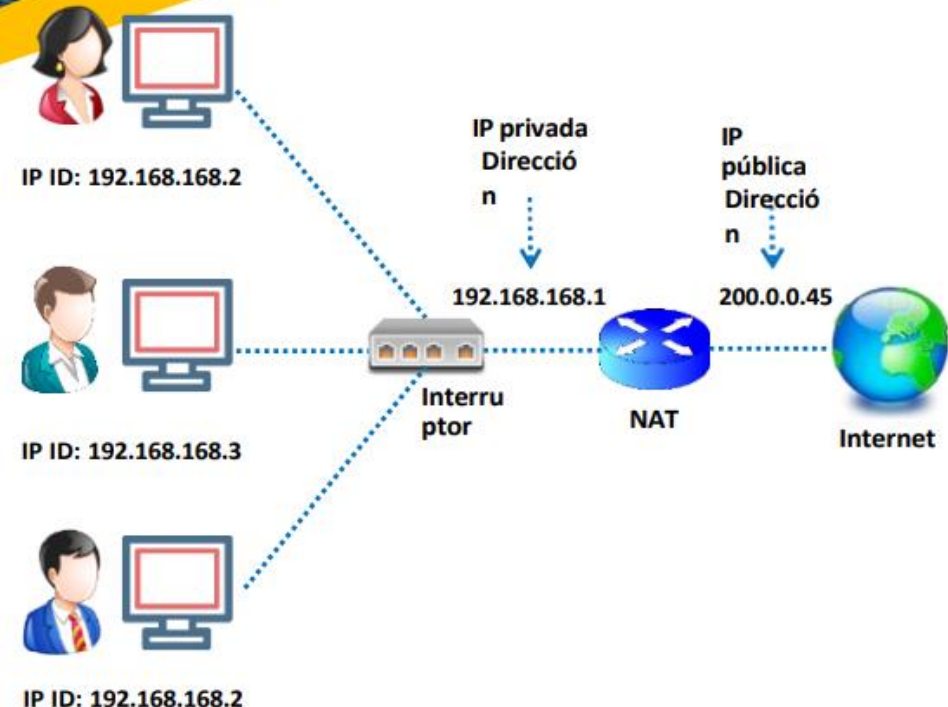 IP ID: 192.168.168.2
IP privada
Direcció
n
IP
pública
Direcció
n
192.168.168.1
200.0.0.45
Interru
ptor
NAT
Internet
IP ID: 192.168.168.3
IP ID: 192.168.168.2